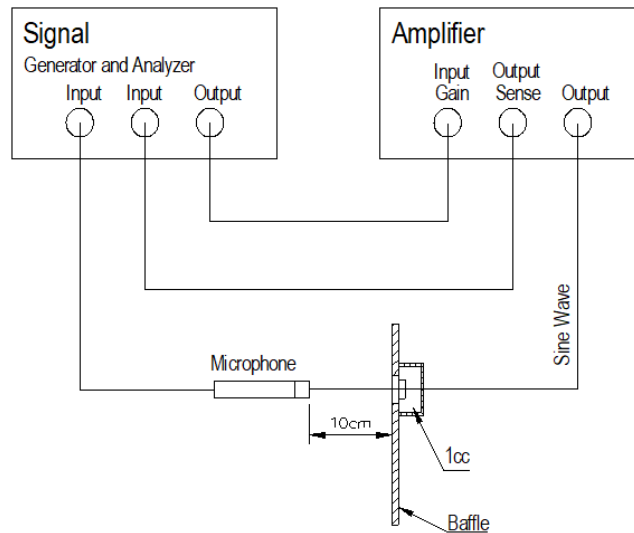 Signal
Generator and Analyzer
Input
Input
Output
Amplifier
Input
Gain
Output
Sense
Output
Sine Wave
Microphone
10cm
1cc
Baffle